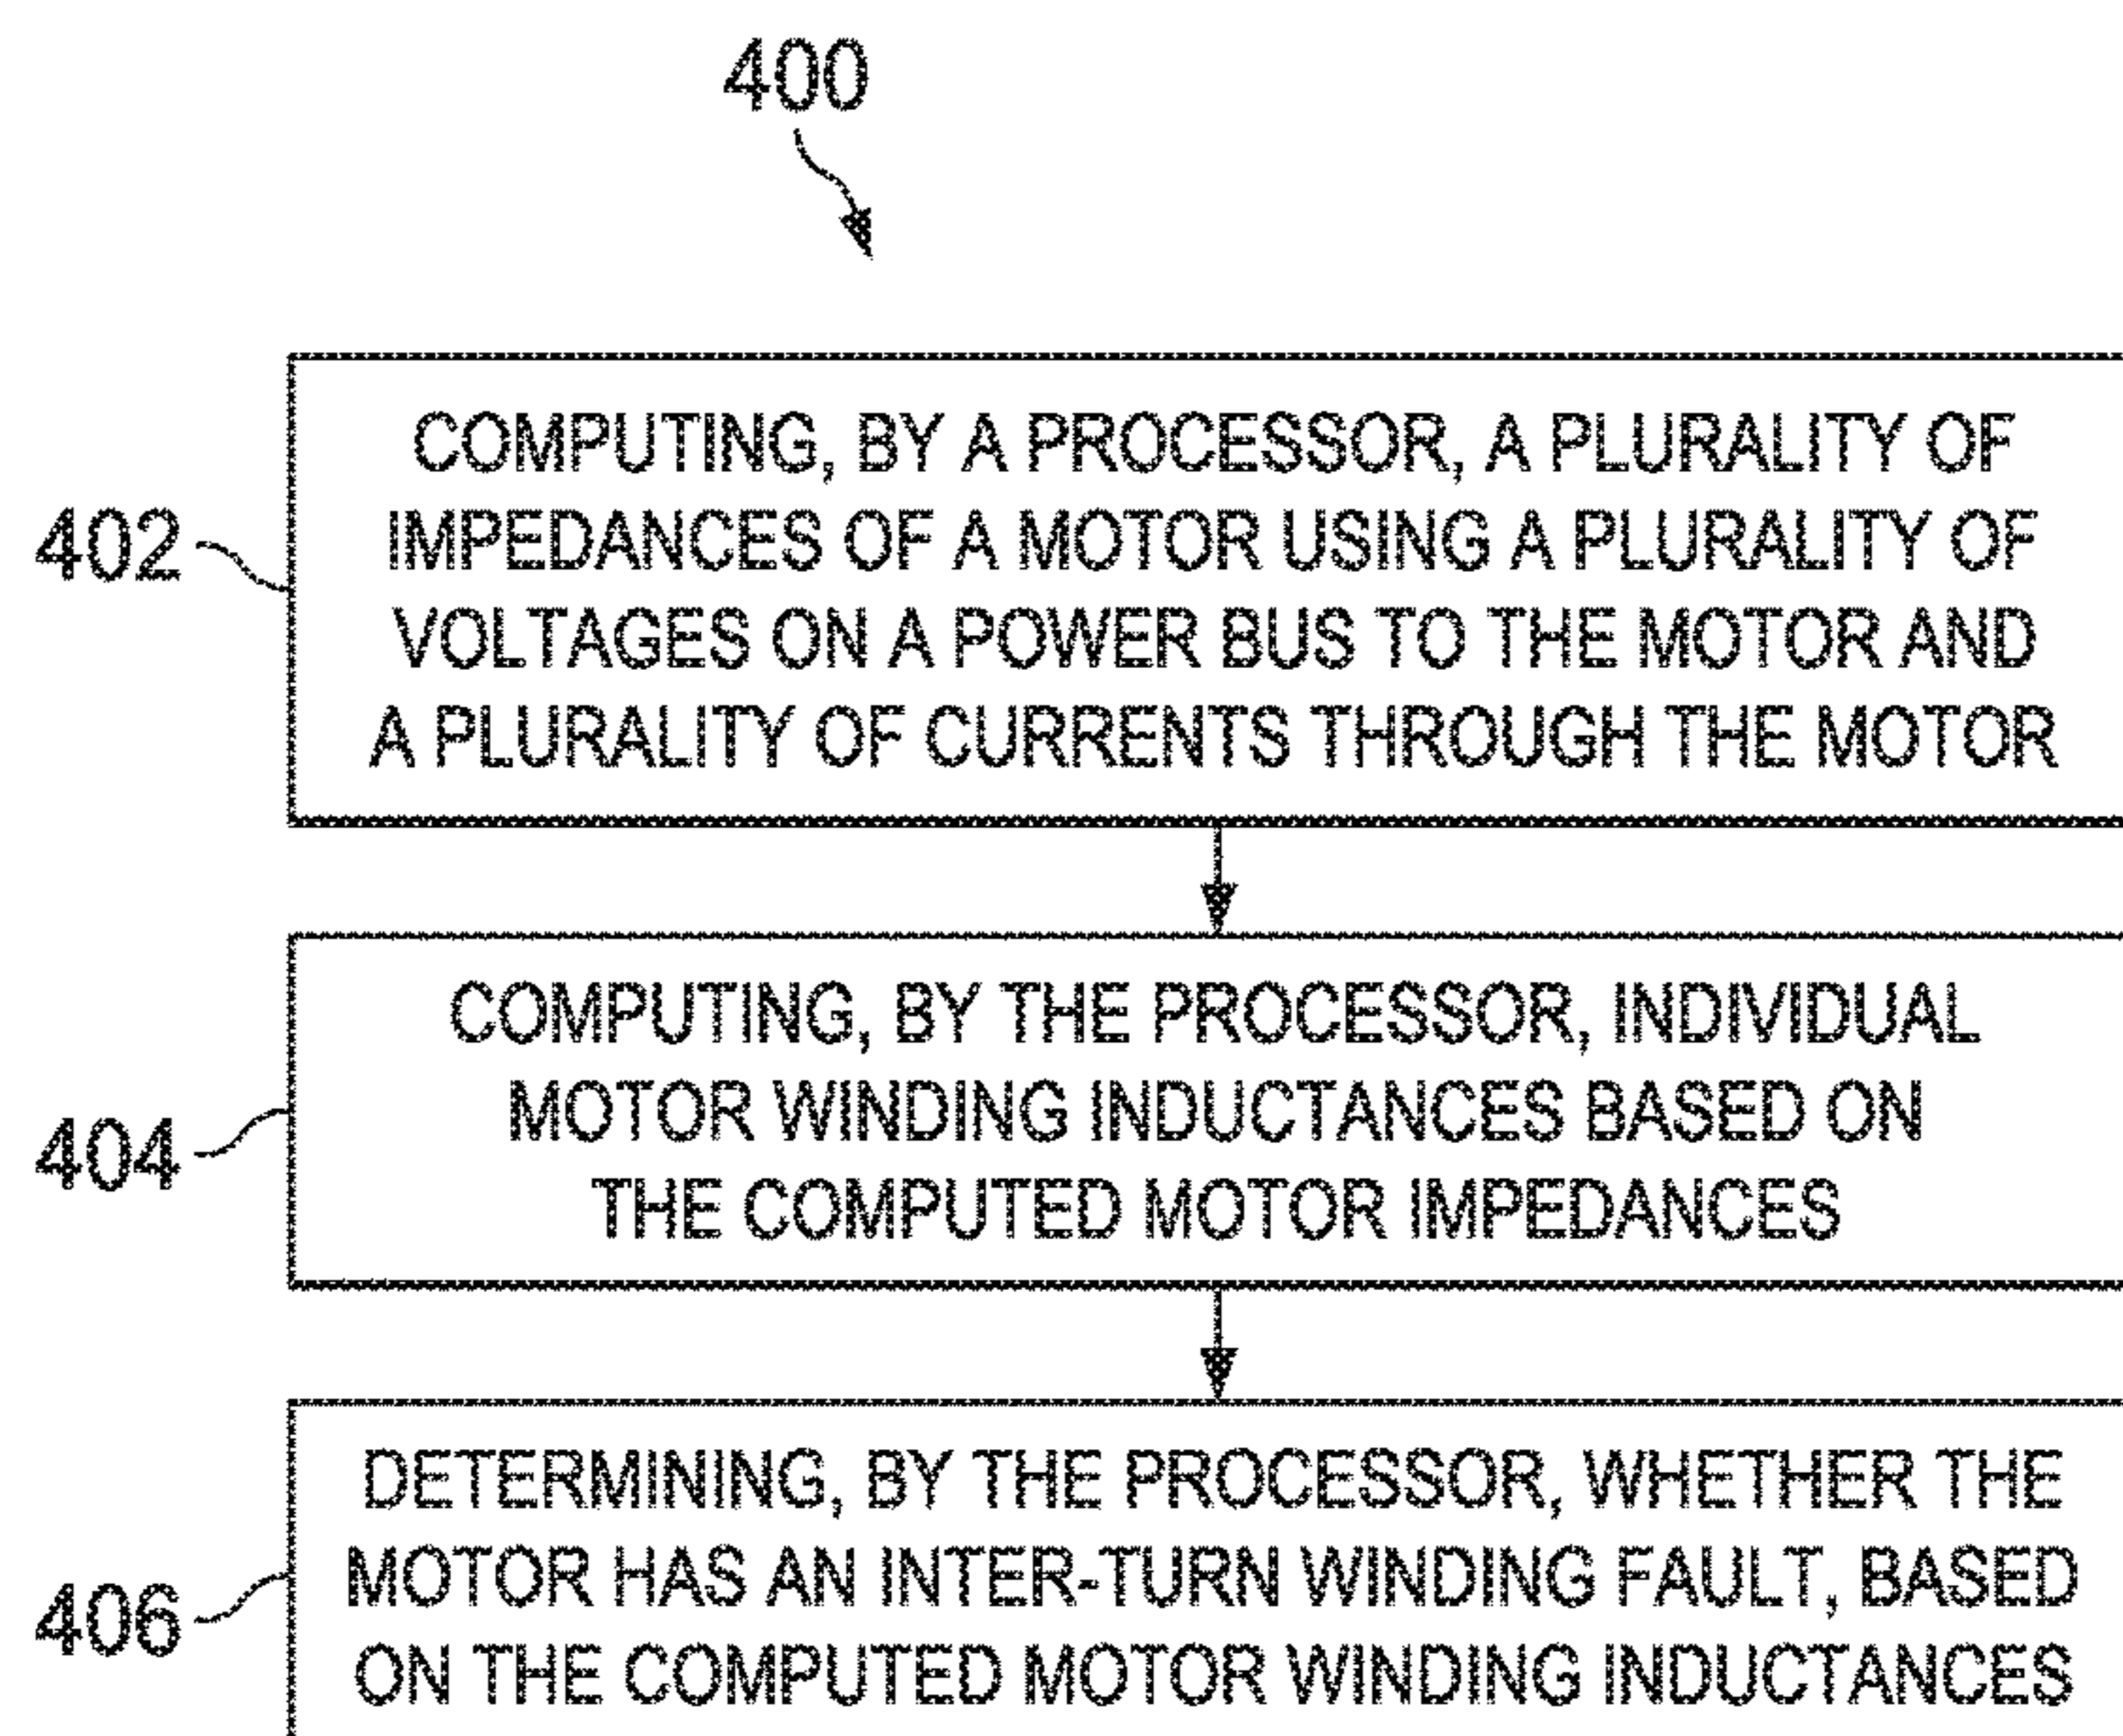 400
402
COMPUTING, BY A PROCESSOR, A PLURALITY OF
IMPEDANCES OF A MOTOR USING A PLURALITY OF
VOLTAGES ON A POWER BUS TO THE MOTOR AND
A PLURALITY OF CURRENTS THROUGH THE MOTOR
404
COMPUTING, BY THE PROCESSOR, INDIVIDUAL
MOTOR WINDING INDUCTANCES BASED ON
THE COMPUTED MOTOR IMPEDANCES
406
DETERMINING, BY THE PROCESSOR, WHETHER THE
MOTOR HAS AN INTER-TURN WINDING FAULT, BASED
ON THE COMPUTED MOTOR WINDING INDUCTANCES